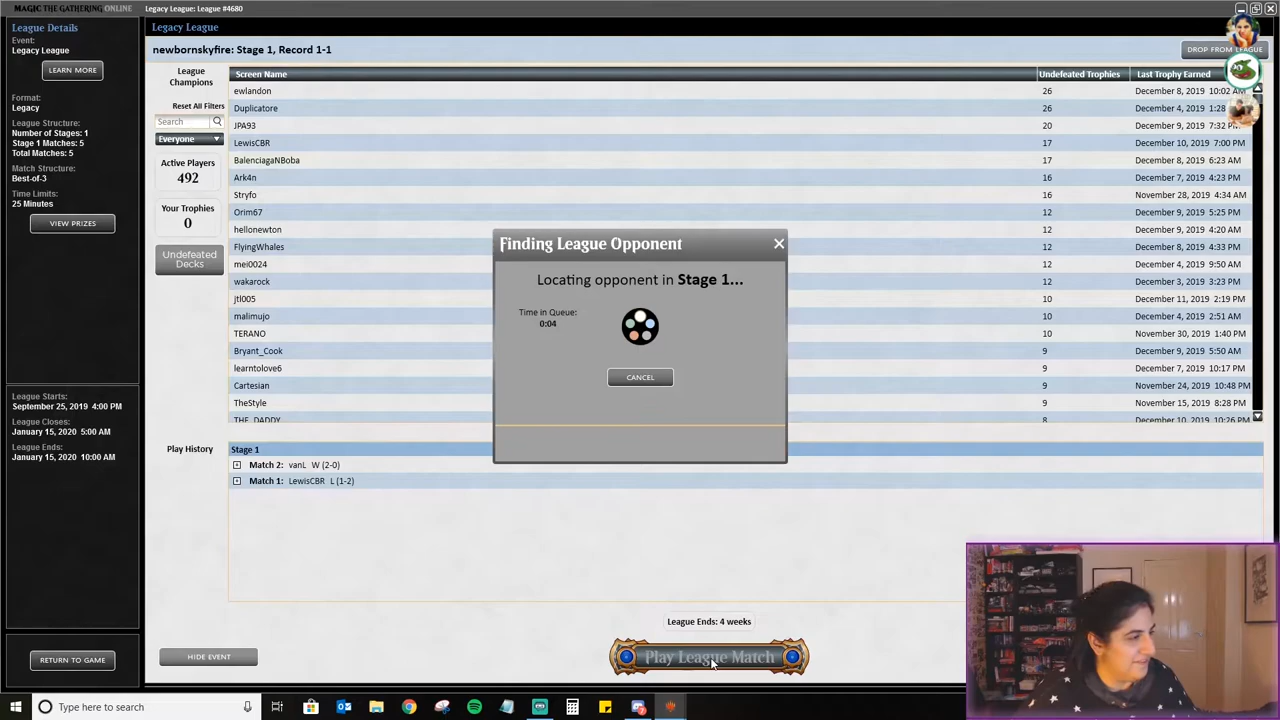 MAGIC THE GATHERING ONLINE
Legacy League: League #4680
League Details
Event:
Legacy League
LEARN MORE
Format:
Legacy
League Structure:
Number of Stages: 1
Stage 1 Matches: 5
Total Matches: 5
Match Structure:
Best-of-3
Time Limits:
25 Minutes
VIEW PRIZES
League Starts:
September 25, 2019 4:00 PM
League Closes:
January 15, 2020 5:00 AM
League Ends:
January 15, 2020 10:00 AM
RETURN TO GAME
Legacy League
newbornskyfire: Stage 1, Record 1-1
DROP FROM LEAGUE
League
Champions
Reset All Filters
Search
Everyone
Active Players
492
Your Trophies
0
Undefeated
Decks
Screen Name Undefeated Trophies Last Trophy Earned
ewlandon 26 December 8, 2019 10:02 AM
Duplicatore 26 December 4, 2019 1:28
JPA93 20 December 9, 2019 7:32 PM
LewisCBR 17 December 10, 2019 7:00 PM
BalenciagaNBoba 17 December 8, 2019 6:23 AM
Ark4n 16 December 7, 2019 4:23 PM
Stryfo 16 November 28, 2019 4:34 AM
Orim67 12 December 9, 2019 5:25 PM
hellonewton 12 December 9, 2019 4:20 AM
FlyingWhales 12 December 8, 2019 4:33 PM
mei0024 12 December 4, 2019 9:50 AM
wakarock 12 December 2, 2019 3:23 PM
jtl005 10 December 11, 2019 2:19 PM
malimujo 10 December 4, 2019 2:51 AM
TERANO 10 November 30, 2019 1:40 PM
Bryant_Cook 9 December 9, 2019 5:50 AM
learntolove6 9 December 7, 2019 10:17 PM
Cartesian 9 November 24, 2019 10:48 PM
TheStyle 9 November 15, 2019 8:28 PM
THE_DADDY 8 December 10, 2019 10:26 PM
Finding League Opponent
Locating opponent in Stage 1...
Time in Queue:
0:04
CANCEL
Play History
Stage 1
Match 2: vanL W (2-0)
Match 1: LewisCBR L (1-2)
League Ends: 4 weeks
HIDE EVENT
Play League Match
Type here to search